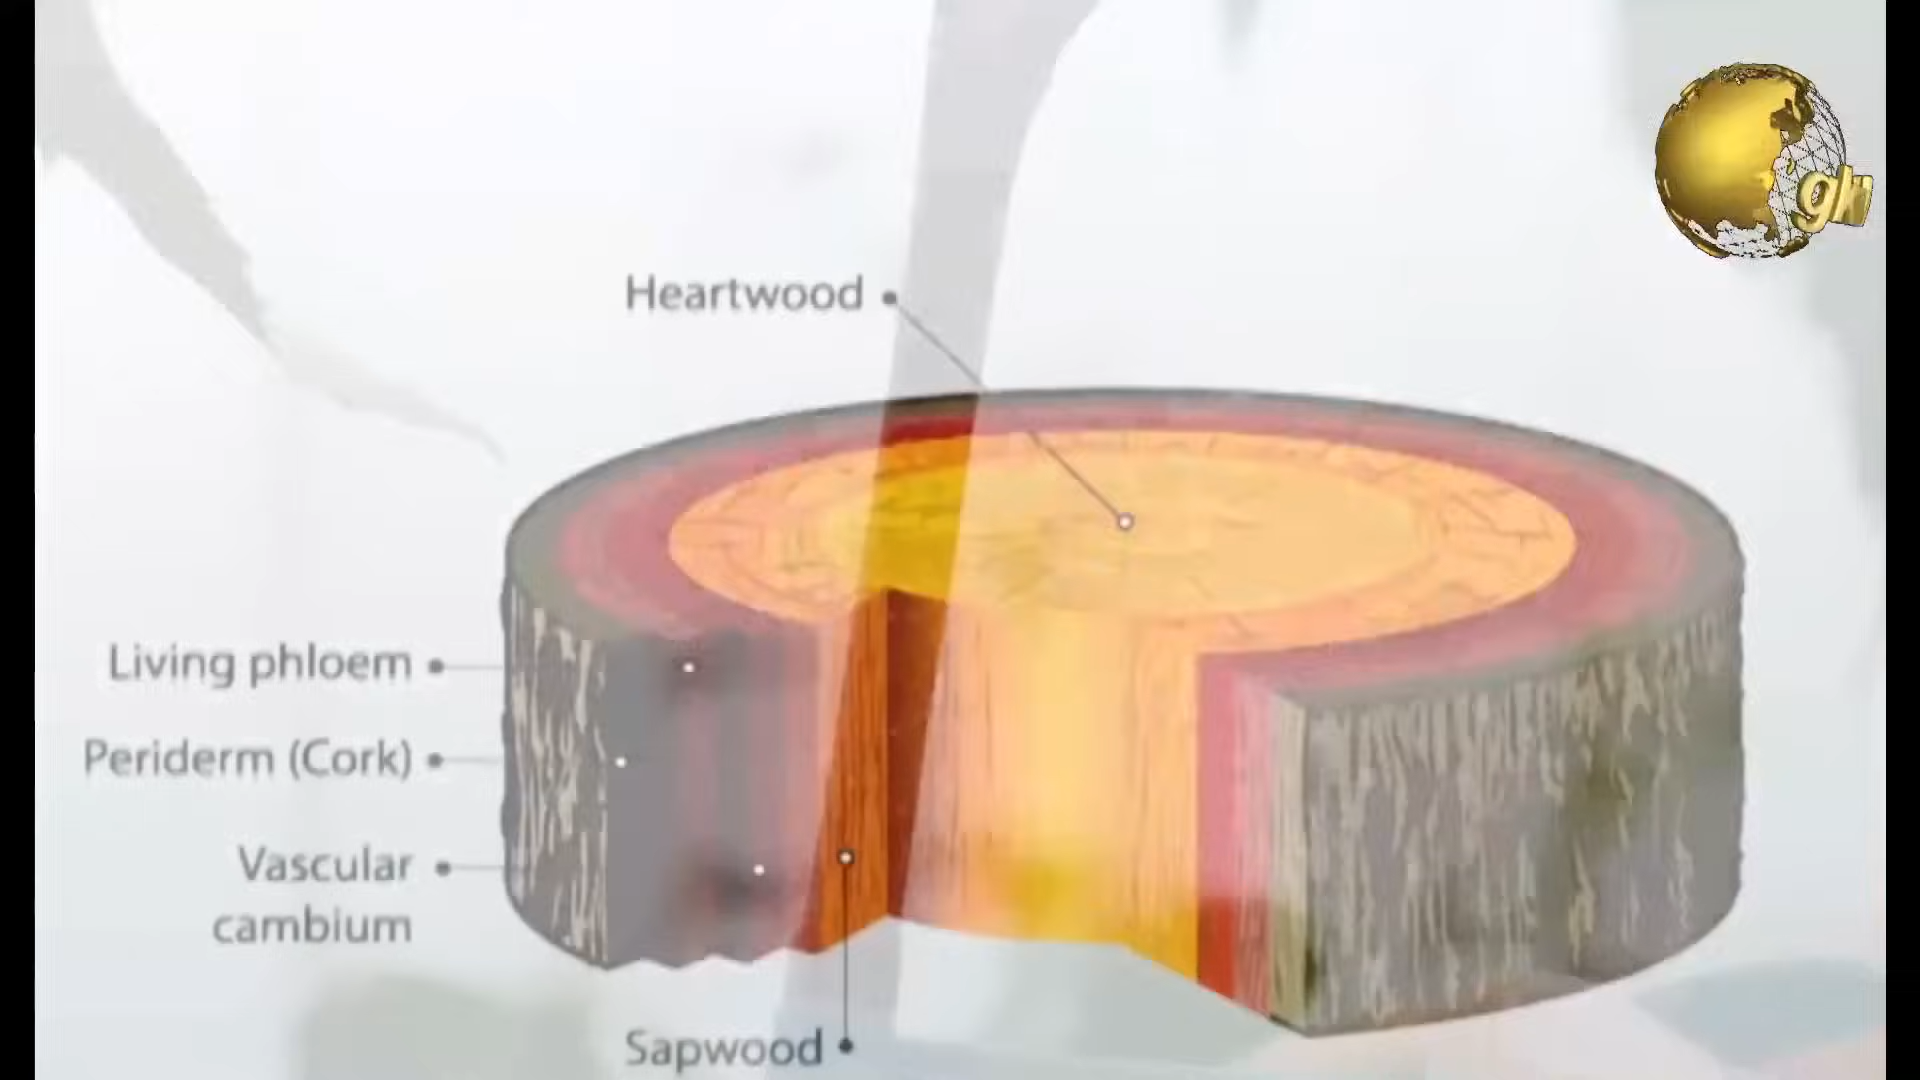 Heartwood
Living phloem
Periderm (Cork)
Vascular
cambium
Sapwood